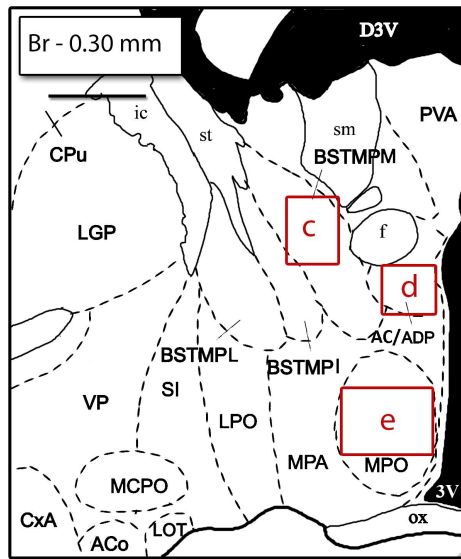 Br - 0.30 mm
D3V
ic
st
sm
PVA
CPu
BSTMPM
LGP
c
f
d
AC/ADP
BSTMPL
BSTMPI
SI
VP
LPO
e
MPA
MPO
MCPO
3V
CxA
ACo
LOT
ox